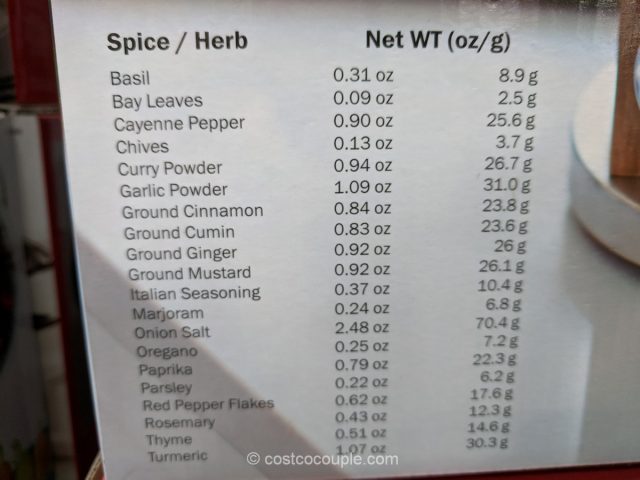 Spice / Herb Net WT (oz/g)
Basil 0.31 oz 8.9 g
Bay Leaves 0.09 oz 2.5 g
Cayenne Pepper 0.90 oz 25.6 g
Chives 0.13 oz 3.7 g
Curry Powder 0.94 oz 26.7 g
Garlic Powder 1.09 oz 31.0 g
Ground Cinnamon 0.84 oz 23.8 g
Ground Cumin 0.83 oz 23.6 g
Ground Ginger 0.92 oz 26 g
Ground Mustard 0.92 oz 26.1 g
Italian Seasoning 0.37 oz 10.4 g
Marjoram 0.24 oz 6.8 g
Onion Salt 2.48 oz 70.4 g
Oregano 0.25 oz 7.2 g
Paprika 0.79 oz 22.3 g
Parsley 0.22 oz 6.2 g
Red Pepper Flakes 0.62 oz 17.6 g
Rosemary 0.43 oz 12.3 g
Thyme 0.51 oz 14.6 g
Turmeric 1.07 oz 30.3 g
© costcocouple.com